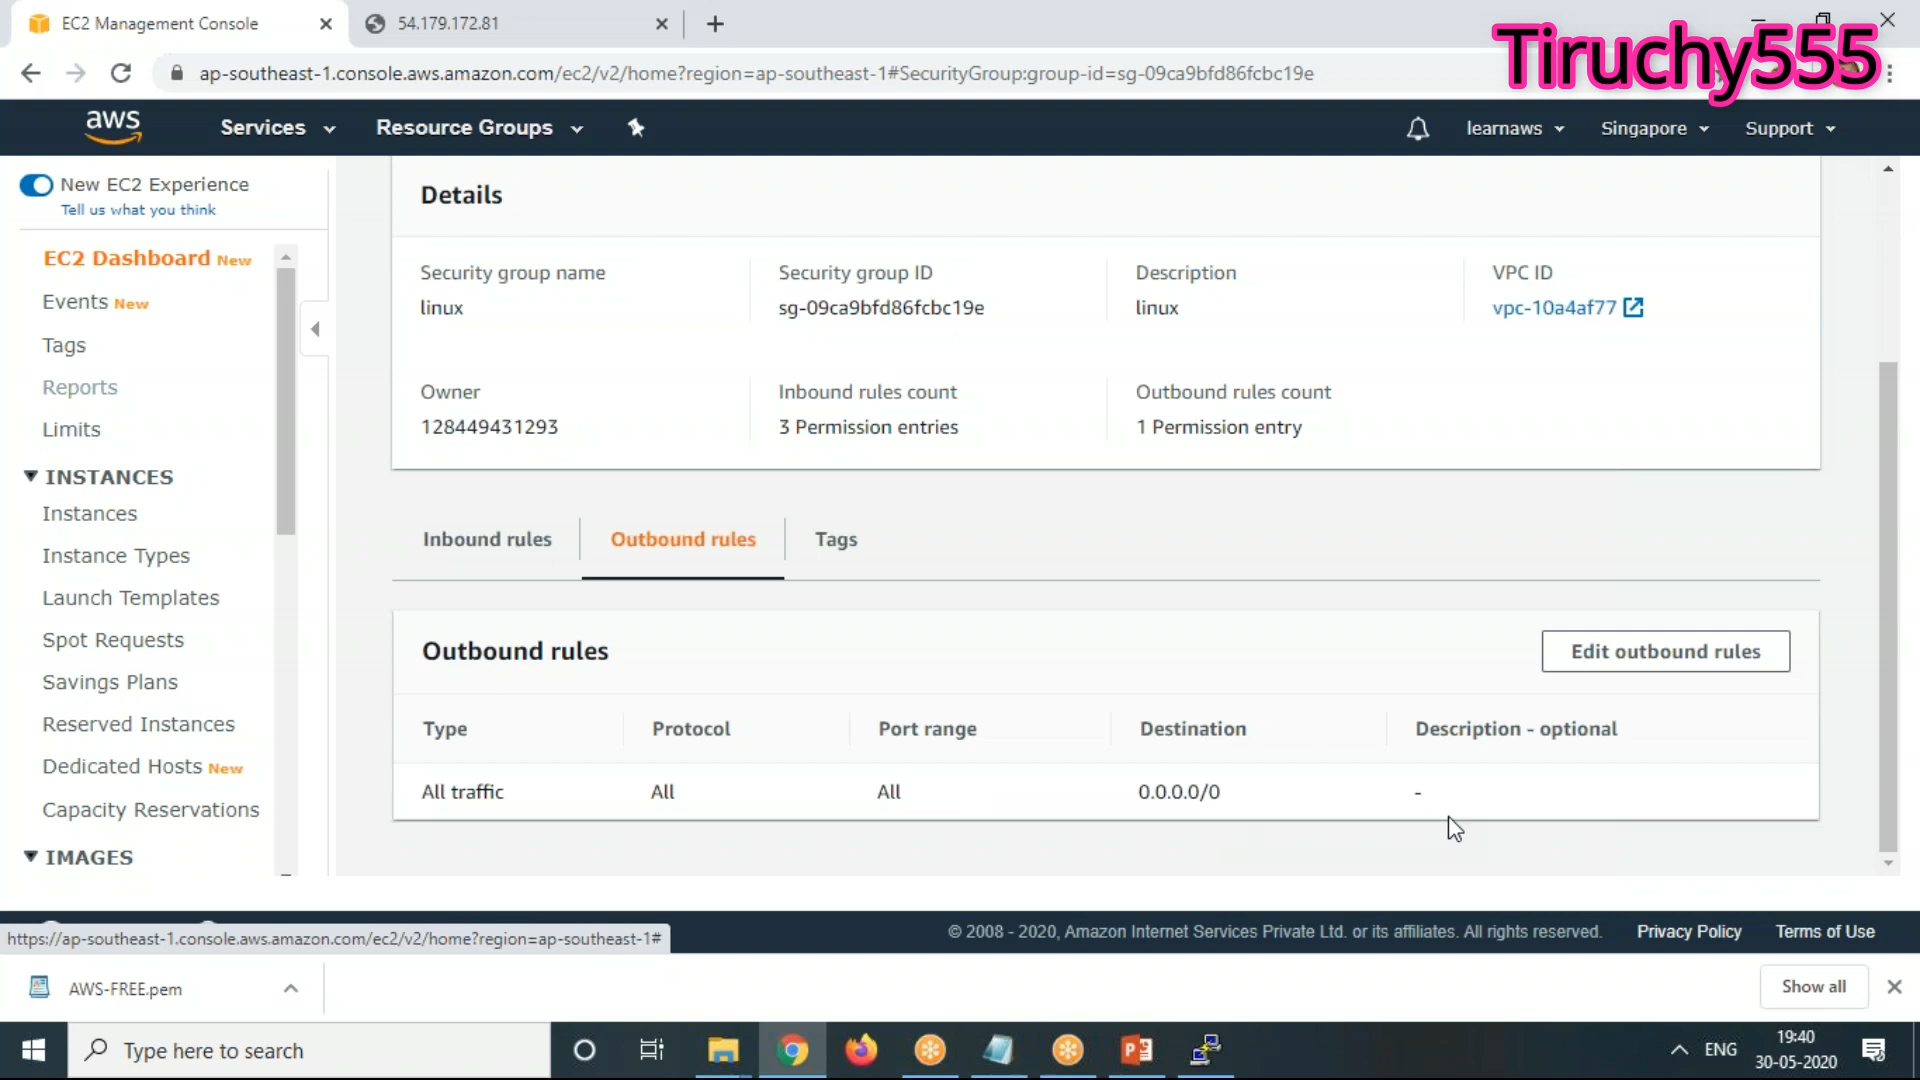 EC2 Management Console
54.179.172.81
Tiruchy555
ap-southeast-1.console.aws.amazon.com/ec2/v2/home?region=ap-southeast-1#SecurityGroup:group-id=sg-09ca9bfd86fcbc19e
aws
Services
Resource Groups
learnaws
Singapore
Support
New EC2 Experience
Tell us what you think
EC2 Dashboard New
Events New
Tags
Reports
Limits
INSTANCES
Instances
Instance Types
Launch Templates
Spot Requests
Savings Plans
Reserved Instances
Dedicated Hosts New
Capacity Reservations
IMAGES
Details
Security group name
linux
Security group ID
sg-09ca9bfd86fcbc19e
Description
linux
VPC ID
vpc-10a4af77
Owner
128449431293
Inbound rules count
3 Permission entries
Outbound rules count
1 Permission entry
Inbound rules
Outbound rules
Tags
Outbound rules
Edit outbound rules
Type Protocol Port range Destination Description - optional
All traffic All All 0.0.0.0/0 -
https://ap-southeast-1.console.aws.amazon.com/ec2/v2/home?region=ap-southeast-1#
© 2008 - 2020, Amazon Internet Services Private Ltd. or its affiliates. All rights reserved.
Privacy Policy
Terms of Use
AWS-FREE.pem
Show all
Type here to search
ENG
19:40
30-05-2020